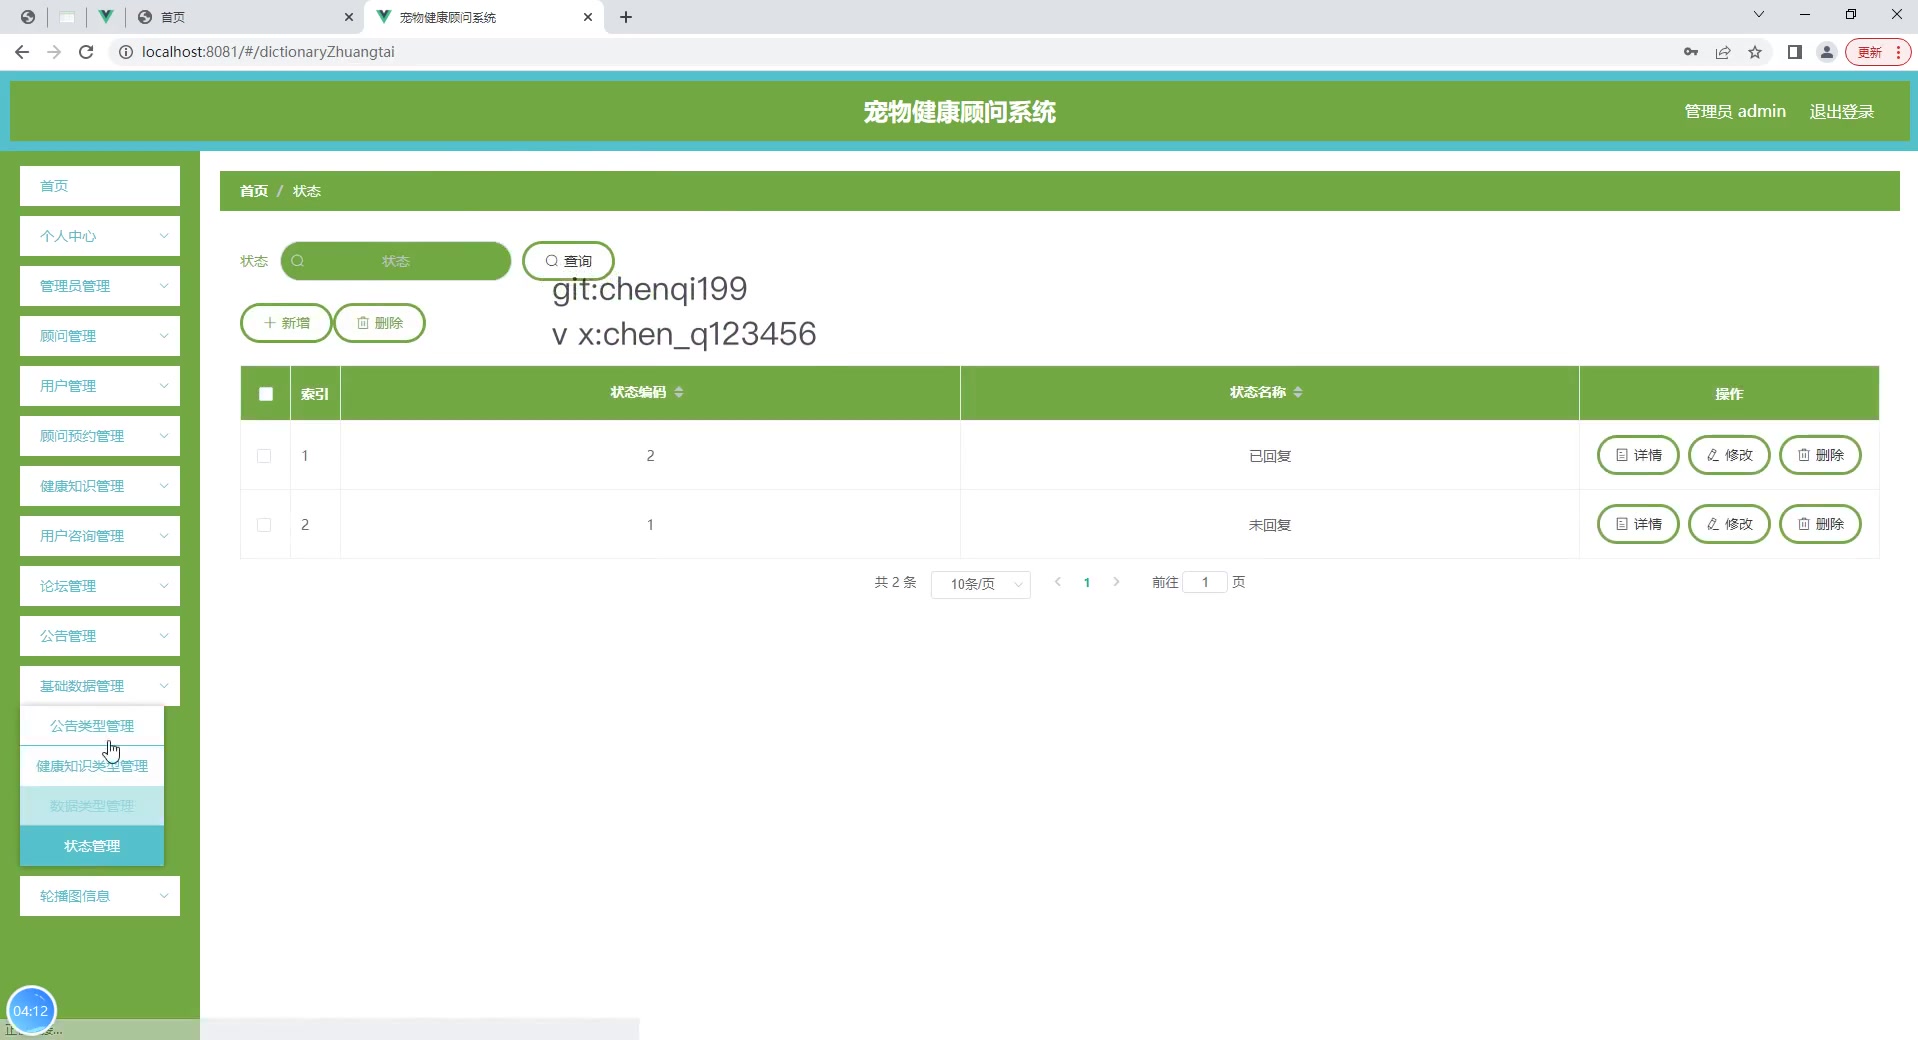 首页
宠物健康顾问系统
localhost:8081/#/dictionaryZhuangtai
更新
宠物健康顾问系统
管理员 admin 退出登录
首页
个人中心
管理员管理
顾问管理
用户管理
顾问预约管理
健康知识管理
用户咨询管理
论坛管理
公告管理
基础数据管理
公告类型管理
健康知识类型管理
数据类型管理
状态管理
轮播图信息
04:12
首页 / 状态
状态 状态 查询
git:chenqi199
新增 删除
v x:chen_q123456
索引 状态编码 状态名称 操作
1 2 已回复 详情 修改 删除
2 1 未回复 详情 修改 删除
共 2 条 10条/页 1 前往 1 页